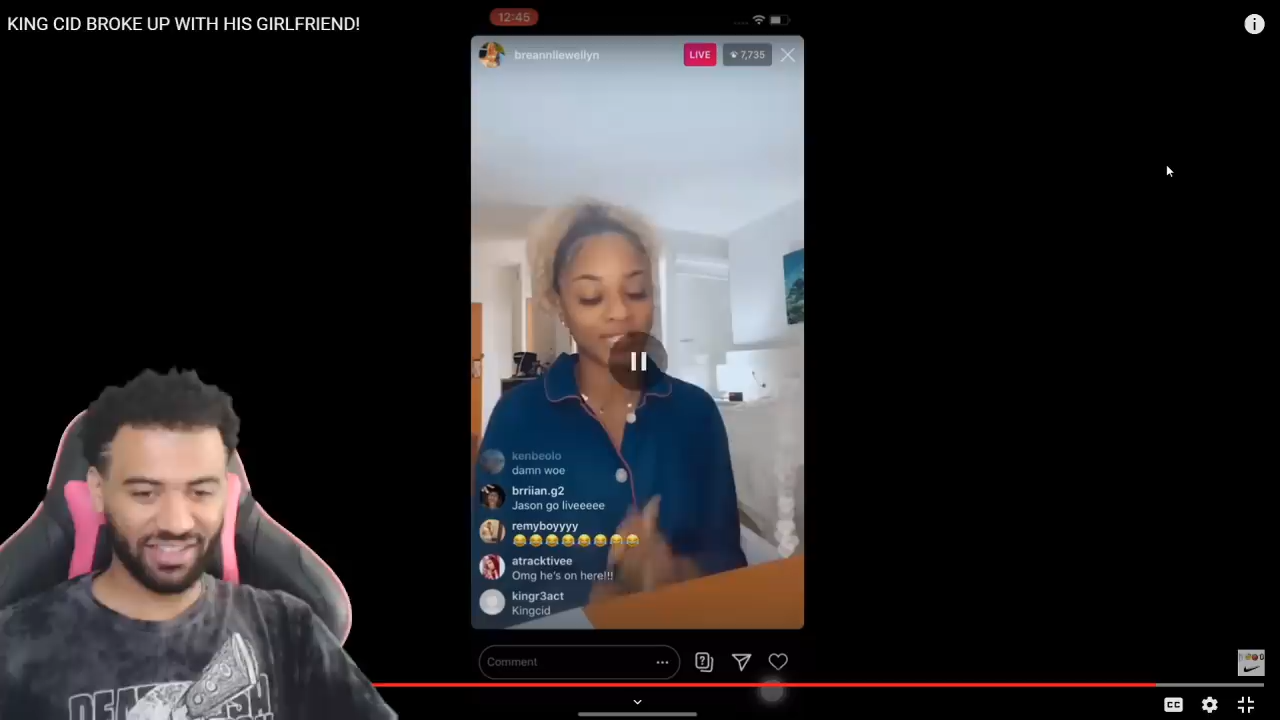 KING CID BROKE UP WITH HIS GIRLFRIEND!
12:45
breannllewellyn
LIVE
7,735
kenbeolo
damn woe
brriian.g2
Jason go liveeeee
remyboyyyy
😂😂😂😂😂😂😂😂
atracktivee
Omg he's on here!!!
kingr3act
Kingcid
Comment
CC